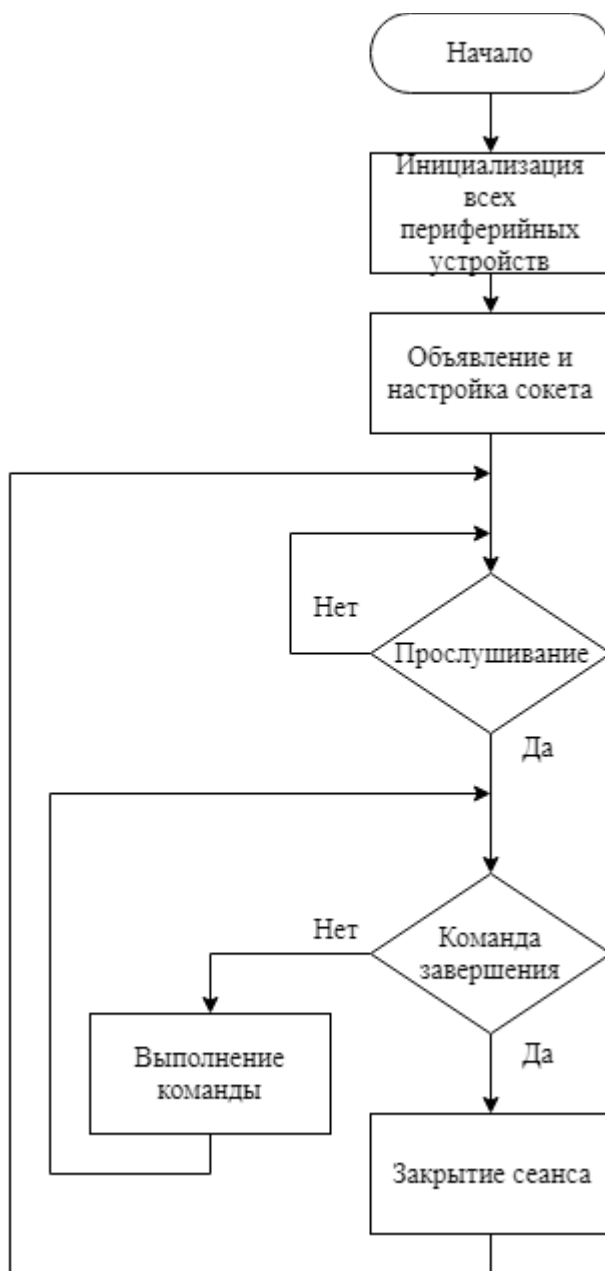 Начало
Инициализация
всех
периферийных
устройств
Объявление и
настройка сокета
Нет
Прослушивание
Да
Нет
Команда
завершения
Выполнение
команды
Да
Закрытие сеанса